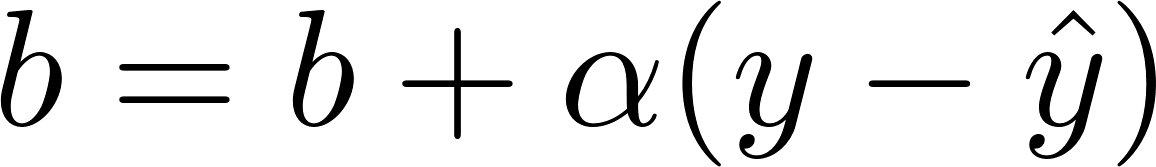 b = b + α(y − ŷ)